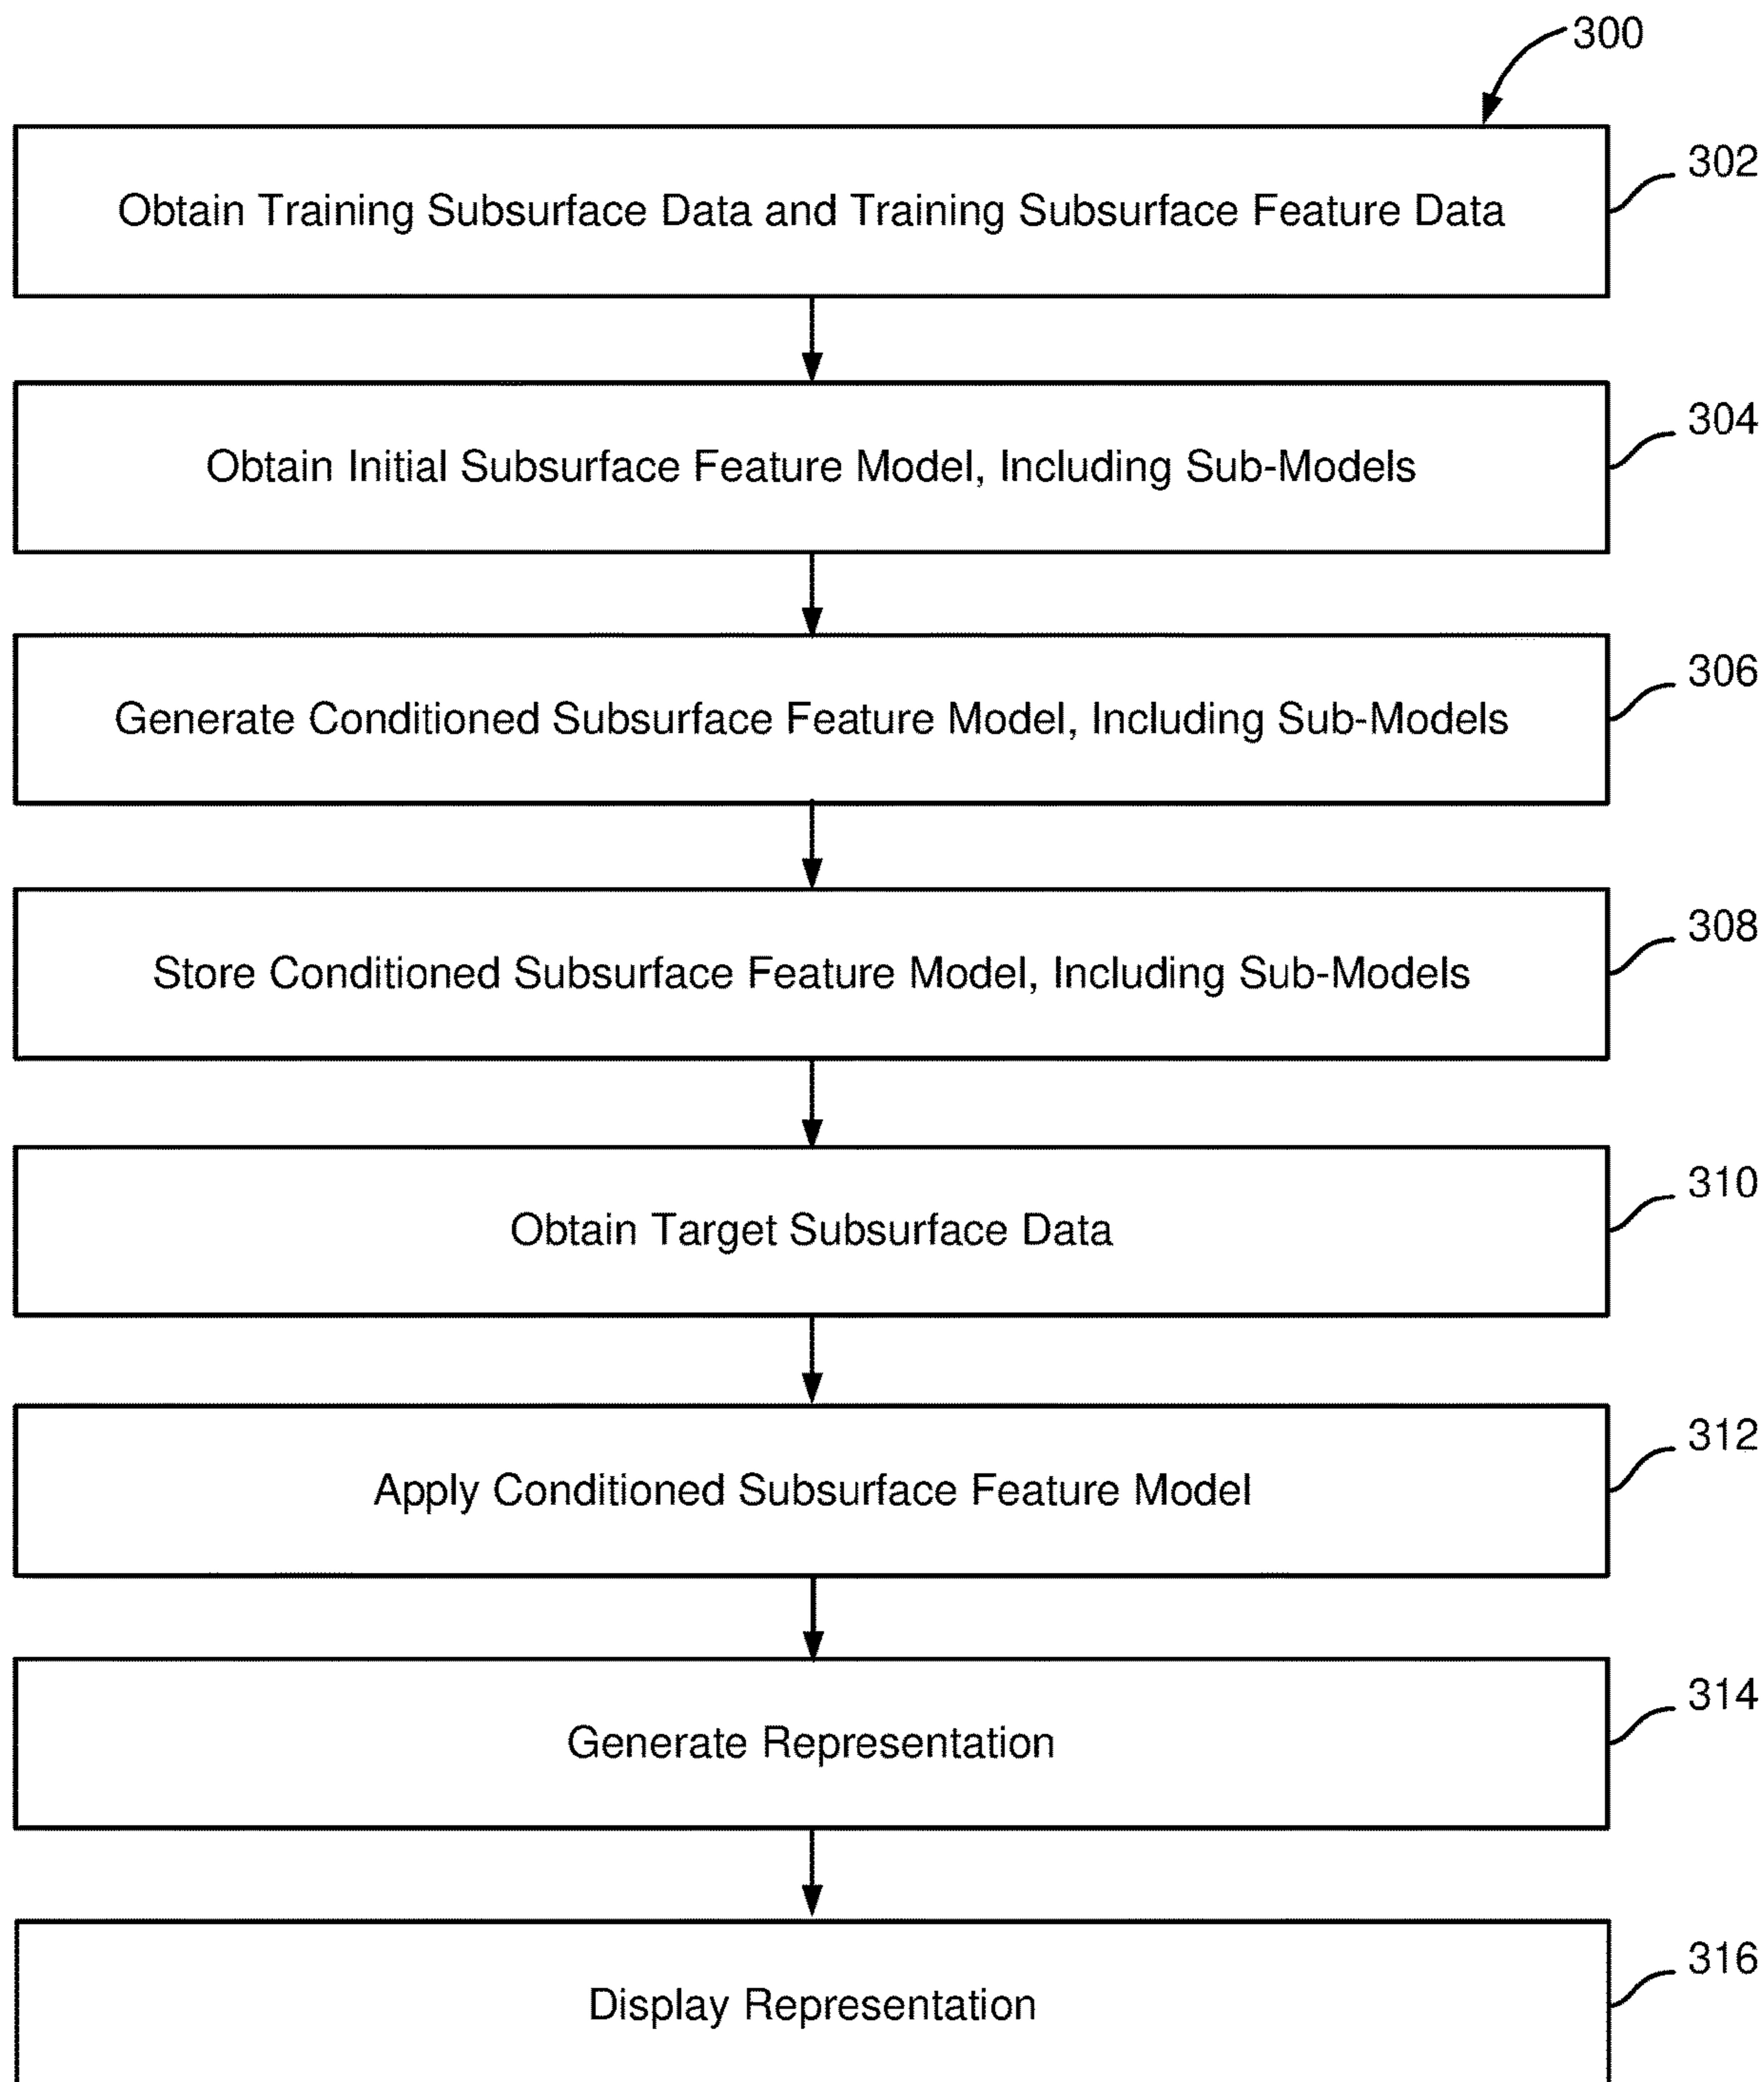 300
Obtain Training Subsurface Data and Training Subsurface Feature Data
302
Obtain Initial Subsurface Feature Model, Including Sub-Models
304
Generate Conditioned Subsurface Feature Model, Including Sub-Models
306
Store Conditioned Subsurface Feature Model, Including Sub-Models
308
Obtain Target Subsurface Data
310
Apply Conditioned Subsurface Feature Model
312
Generate Representation
314
Display Representation
316